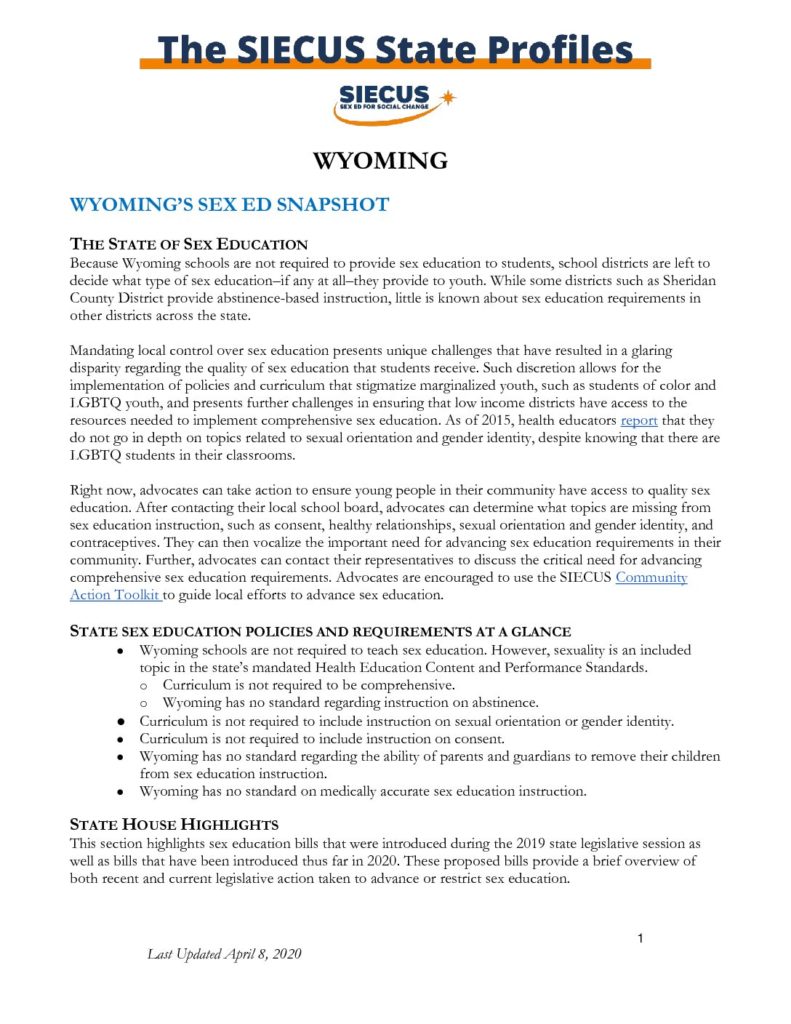 The SIECUS State Profiles
SIECUS
SEX ED FOR SOCIAL CHANGE
WYOMING
WYOMING'S SEX ED SNAPSHOT
THE STATE OF SEX EDUCATION
Because Wyoming schools are not required to provide sex education to students, school districts are left to
decide what type of sex education–if any at all–they provide to youth. While some districts such as Sheridan
County District provide abstinence-based instruction, little is known about sex education requirements in
other districts across the state.
Mandating local control over sex education presents unique challenges that have resulted in a glaring
disparity regarding the quality of sex education that students receive. Such discretion allows for the
implementation of policies and curriculum that stigmatize marginalized youth, such as students of color and
LGBTQ youth, and presents further challenges in ensuring that low income districts have access to the
resources needed to implement comprehensive sex education. As of 2015, health educators report that they
do not go in depth on topics related to sexual orientation and gender identity, despite knowing that there are
LGBTQ students in their classrooms.
Right now, advocates can take action to ensure young people in their community have access to quality sex
education. After contacting their local school board, advocates can determine what topics are missing from
sex education instruction, such as consent, healthy relationships, sexual orientation and gender identity, and
contraceptives. They can then vocalize the important need for advancing sex education requirements in their
community. Further, advocates can contact their representatives to discuss the critical need for advancing
comprehensive sex education requirements. Advocates are encouraged to use the SIECUS Community
Action Toolkit to guide local efforts to advance sex education.
STATE SEX EDUCATION POLICIES AND REQUIREMENTS AT A GLANCE
● Wyoming schools are not required to teach sex education. However, sexuality is an included
topic in the state's mandated Health Education Content and Performance Standards.
o Curriculum is not required to be comprehensive.
o Wyoming has no standard regarding instruction on abstinence.
● Curriculum is not required to include instruction on sexual orientation or gender identity.
● Curriculum is not required to include instruction on consent.
● Wyoming has no standard regarding the ability of parents and guardians to remove their children
from sex education instruction.
● Wyoming has no standard on medically accurate sex education instruction.
STATE HOUSE HIGHLIGHTS
This section highlights sex education bills that were introduced during the 2019 state legislative session as
well as bills that have been introduced thus far in 2020. These proposed bills provide a brief overview of
both recent and current legislative action taken to advance or restrict sex education.
1
Last Updated April 8, 2020